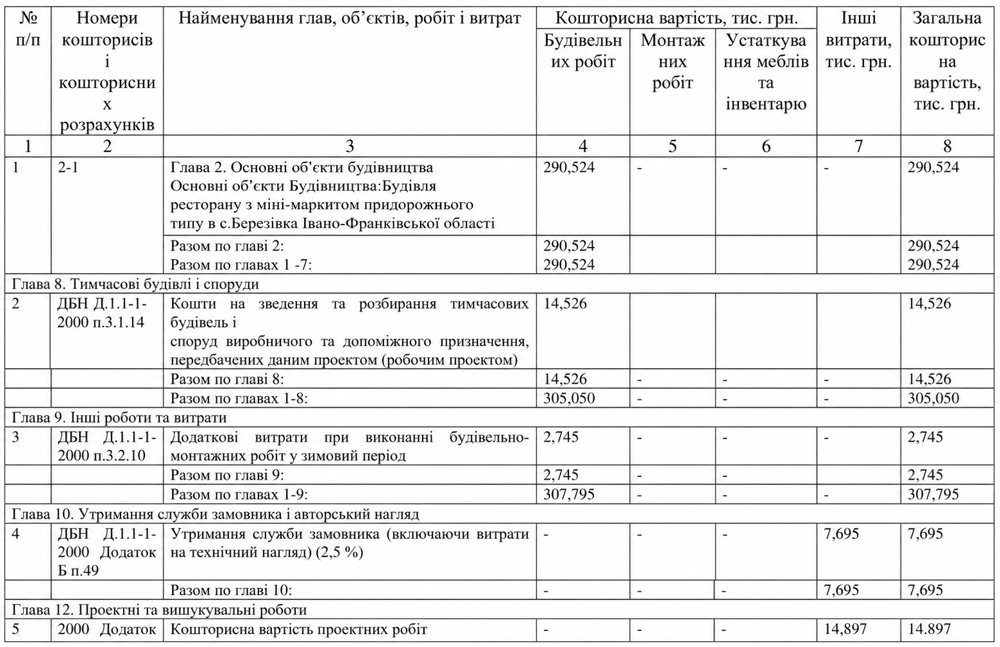 № п/п
Номери кошторисів і кошторисни х розрахунків
Найменування глав, об’єктів, робіт і витрат
Кошторисна вартість, тис. грн.
Будівельн их робіт
Монтаж них робіт
Устаткува ння меблів та інвентарю
Інші витрати, тис. грн.
Загальна кошторис на вартість, тис. грн.
1 2 3 4 5 6 7 8
1 2-1 Глава 2. Основні об’єкти будівництва 290,524 - - - 290,524
Основні об’єкти Будівництва:Будівля
ресторану з міні-маркитом придорожнього
типу в с.Березівка Івано-Франківської області
Разом по главі 2: 290,524 290,524
Разом по главах 1 -7: 290,524 290,524
Глава 8. Тимчасові будівлі і споруди
2 ДБН Д.1.1-1- Кошти на зведення та розбирання тимчасових 14,526 14,526
2000 п.3.1.14 будівель і
споруд виробничого та допоміжного призначення,
передбачених даним проектом (робочим проектом)
Разом по главі 8: 14,526 - - - 14,526
Разом по главах 1-8: 305,050 - - - 305,050
Глава 9. Інші роботи та витрати
3 ДБН Д.1.1-1- Додаткові витрати при виконанні будівельно- 2,745 - - - 2,745
2000 п.3.2.10 монтажних робіт у зимовий період
Разом по главі 9: 2,745 - - 2,745
Разом по главах 1-9: 307,795 - - - 307,795
Глава 10. Утримання служби замовника і авторський нагляд
4 ДБН Д.1.1-1- Утримання служби замовника (включаючи витрати - - - 7,695 7,695
2000 Додаток на технічний нагляд) (2,5 %)
Б п.49
Разом по главі 10: - - - 7,695 7,695
Глава 12. Проектні та вишукувальні роботи
5 2000 Додаток Кошторисна вартість проектних робіт - - - 14,897 14.897